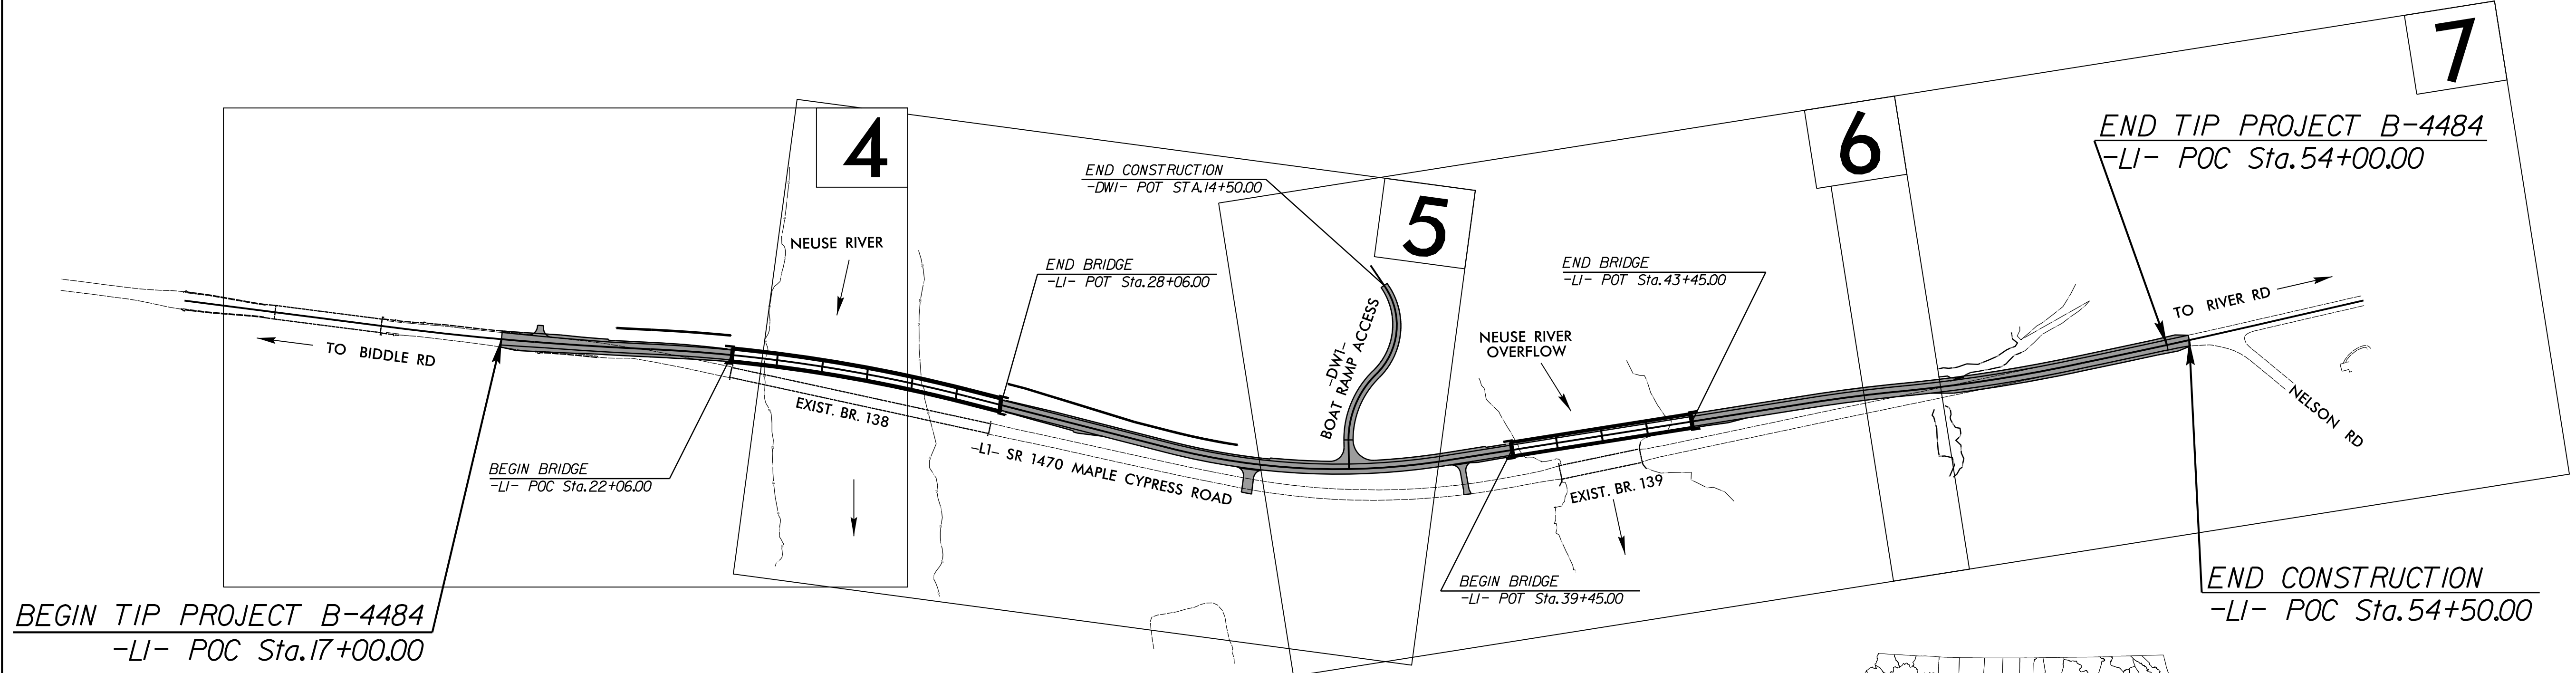 7
END TIP PROJECT B-4484
-L1- POC Sta. 54+00.00
6
4
END CONSTRUCTION
-DW1- POT STA. 14+50.00
5
NEUSE RIVER
END BRIDGE
-L1- POT Sta. 28+06.00
END BRIDGE
-L1- POT Sta. 43+45.00
TO RIVER RD
NEUSE RIVER
OVERFLOW
-DW1-
BOAT RAMP ACCESS
TO BIDDLE RD
NELSON RD
EXIST. BR. 138
BEGIN BRIDGE
-L1- POC Sta. 22+06.00
-L1- SR 1470 MAPLE CYPRESS ROAD
EXIST. BR. 139
BEGIN BRIDGE
-L1- POT Sta. 39+45.00
END CONSTRUCTION
-L1- POC Sta. 54+50.00
BEGIN TIP PROJECT B-4484
-L1- POC Sta. 17+00.00